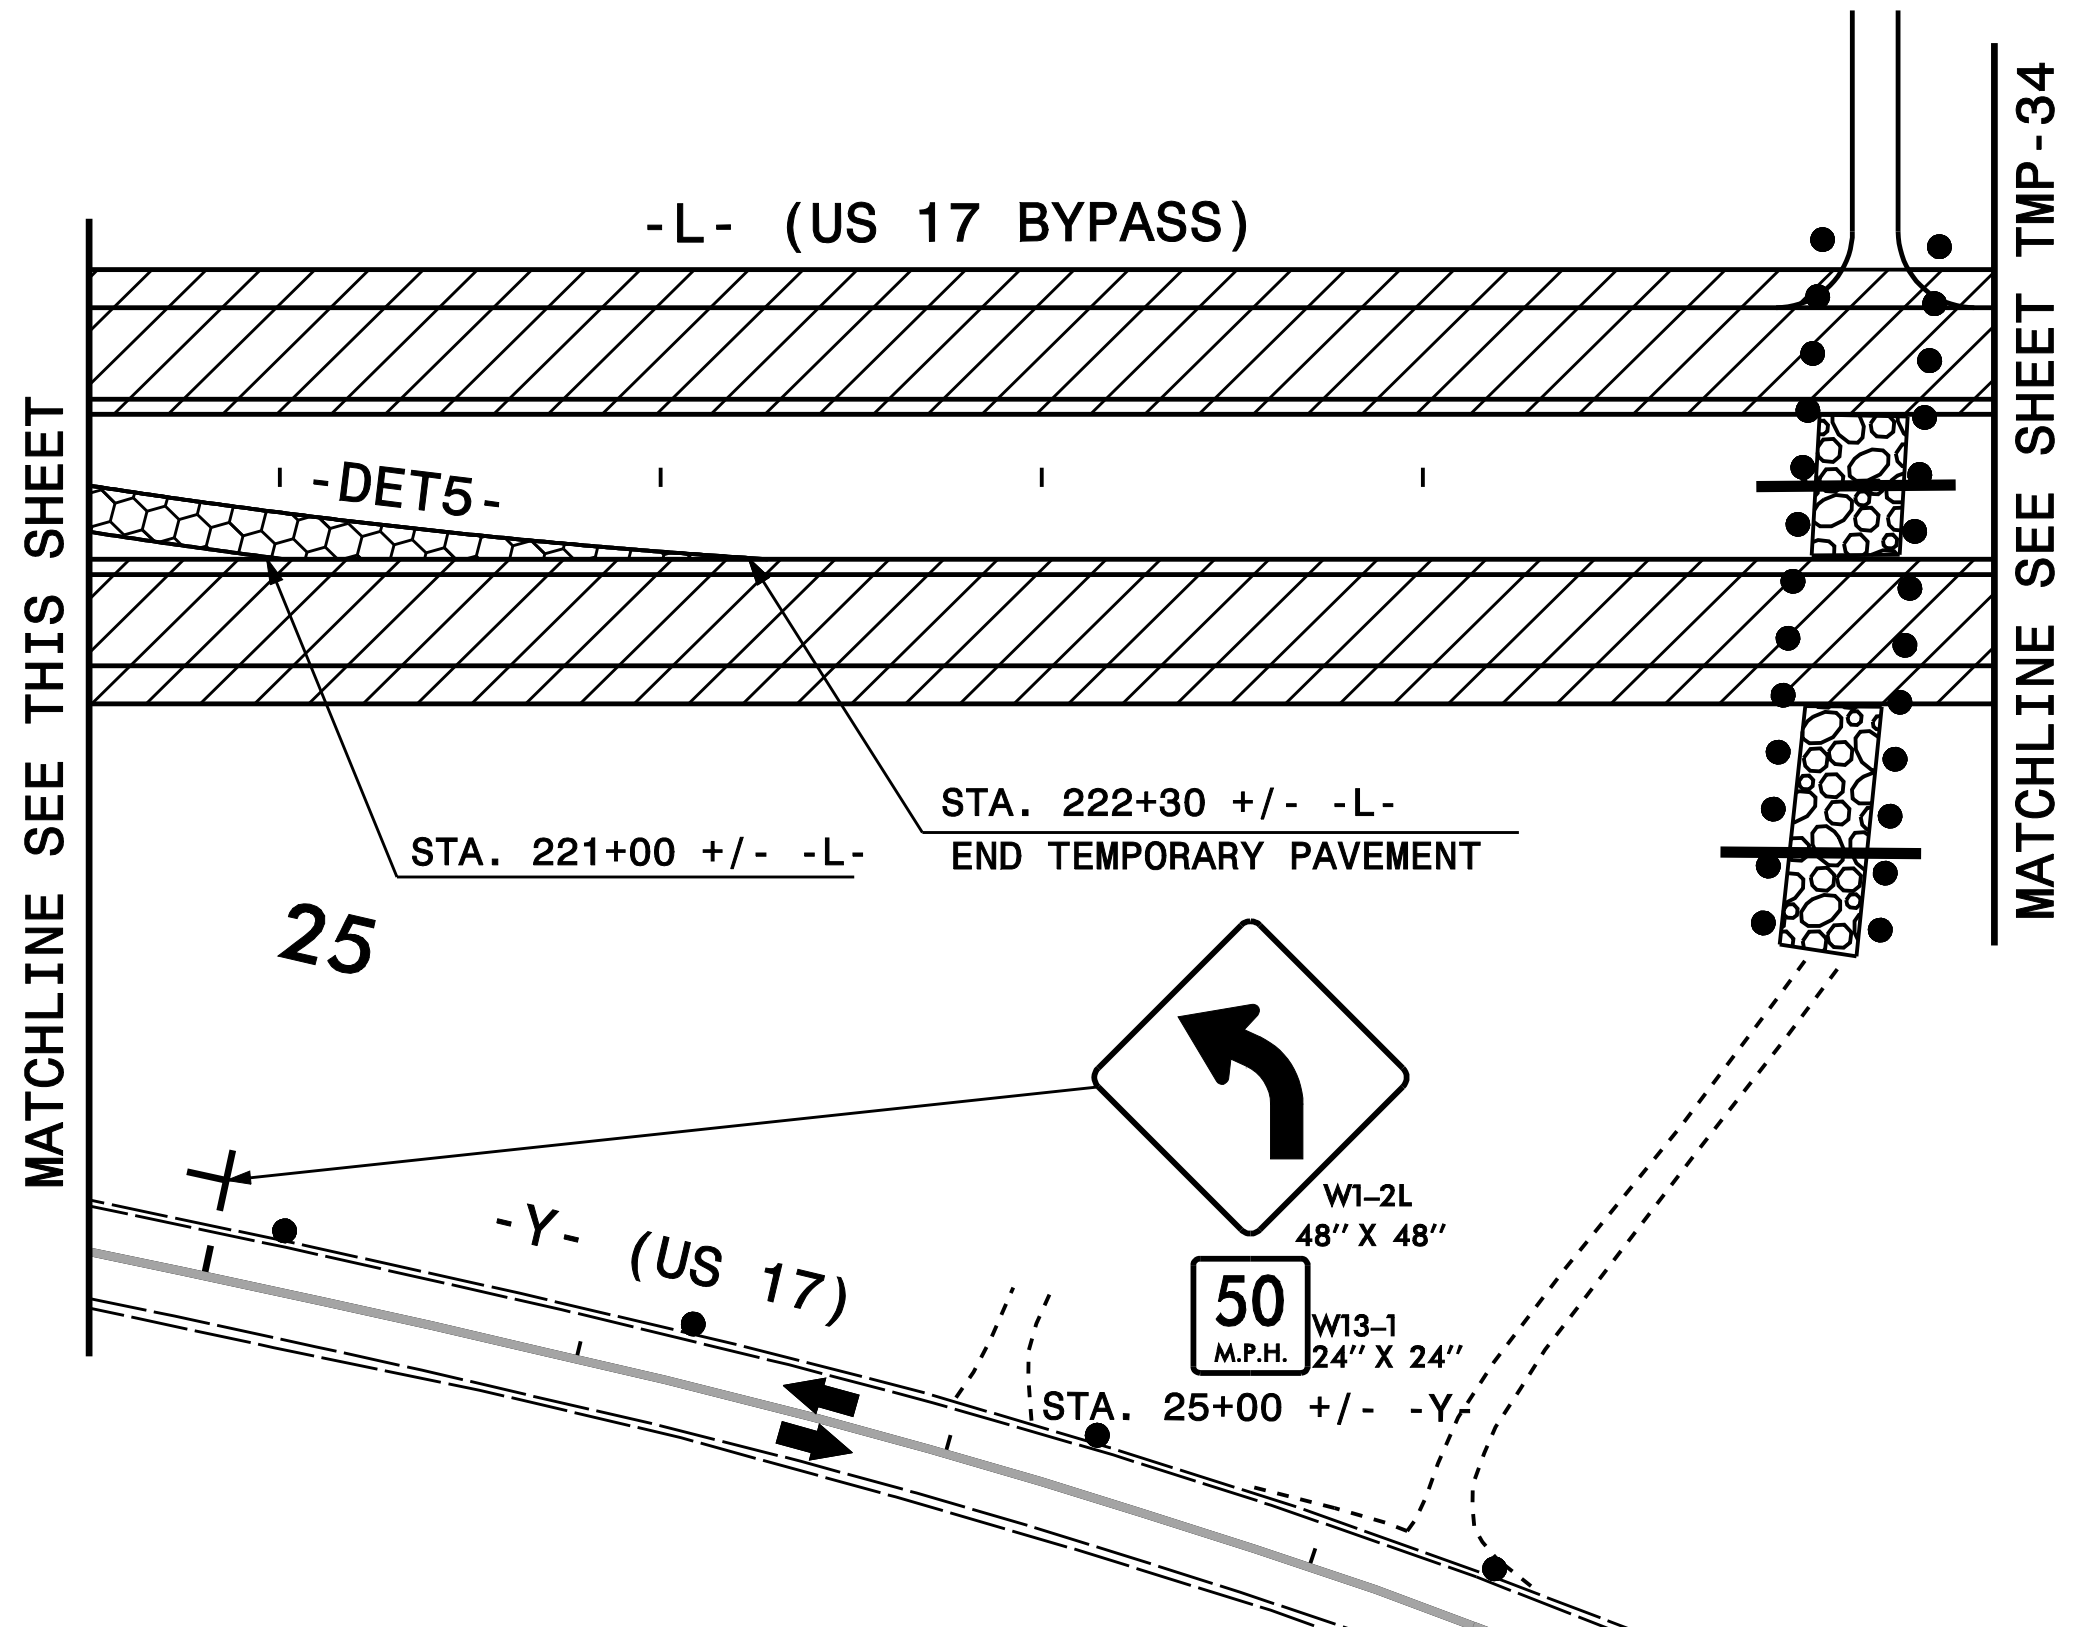 MATCHLINE SEE SHEET TMP-34
-L- (US 17 BYPASS)
MATCHLINE SEE THIS SHEET
-DET5-
STA. 222+30 +/- -L-
END TEMPORARY PAVEMENT
STA. 221+00 +/- -L-
25
W1-2L
48" X 48"
-Y- (US 17)
50
M.P.H.
W13-1
24" X 24"
STA. 25+00 +/- -Y-